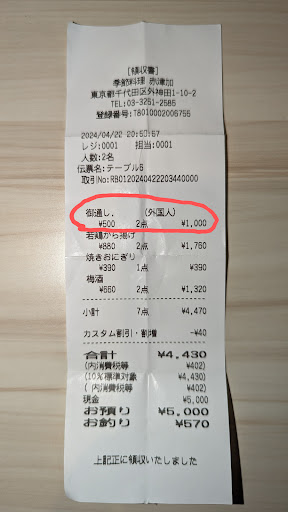 [領収書]
季節料理 赤津加
東京都千代田区外神田1-10-2
TEL:03-3251-2585
登録番号:T8010002006755
2024/04/22 20:50:57
レジ:0001 担当:0001
人数:2名
伝票名:テーブル6
取引No:RB0120240422203440000
御通し. (外国人)
¥500 2点 ¥1,000
若鶏から揚げ
¥880 2点 ¥1,760
焼きおにぎり
¥390 1点 ¥390
梅酒
¥660 2点 ¥1,320
小計 7点 ¥4,470
カスタム割引・割増 -¥40
合計 ¥4,430
(内消費税等 ¥402)
(10%標準対象 ¥4,430)
(内消費税等 ¥402)
現金 ¥5,000
お預り ¥5,000
お釣り ¥570
上記正に領収いたしました